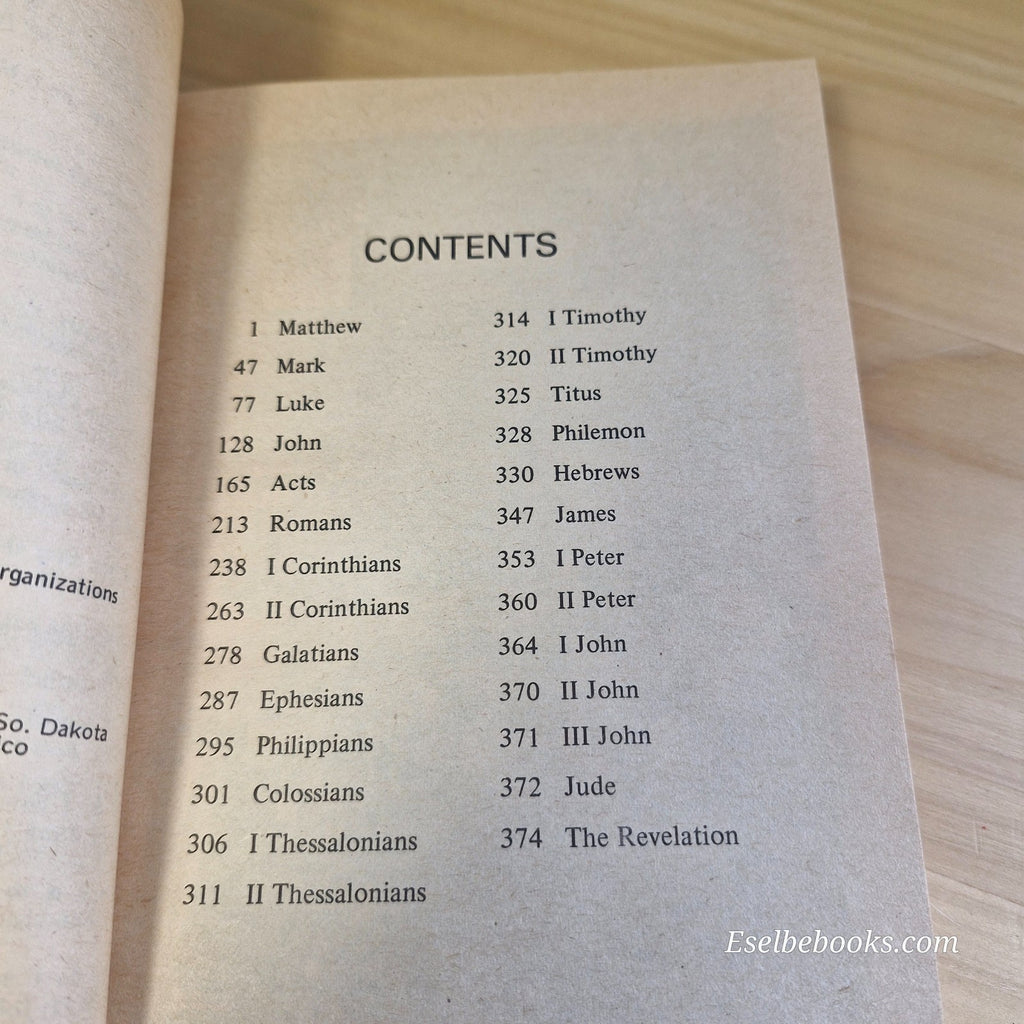 rganizations
So. Dakota
ico
CONTENTS
1 Matthew
47 Mark
77 Luke
128 John
165 Acts
213 Romans
238 I Corinthians
263 II Corinthians
278 Galatians
287 Ephesians
295 Philippians
301 Colossians
306 I Thessalonians
311 II Thessalonians
314 I Timothy
320 II Timothy
325 Titus
328 Philemon
330 Hebrews
347 James
353 I Peter
360 II Peter
364 I John
370 II John
371 III John
372 Jude
374 The Revelation
Eselbebooks.com